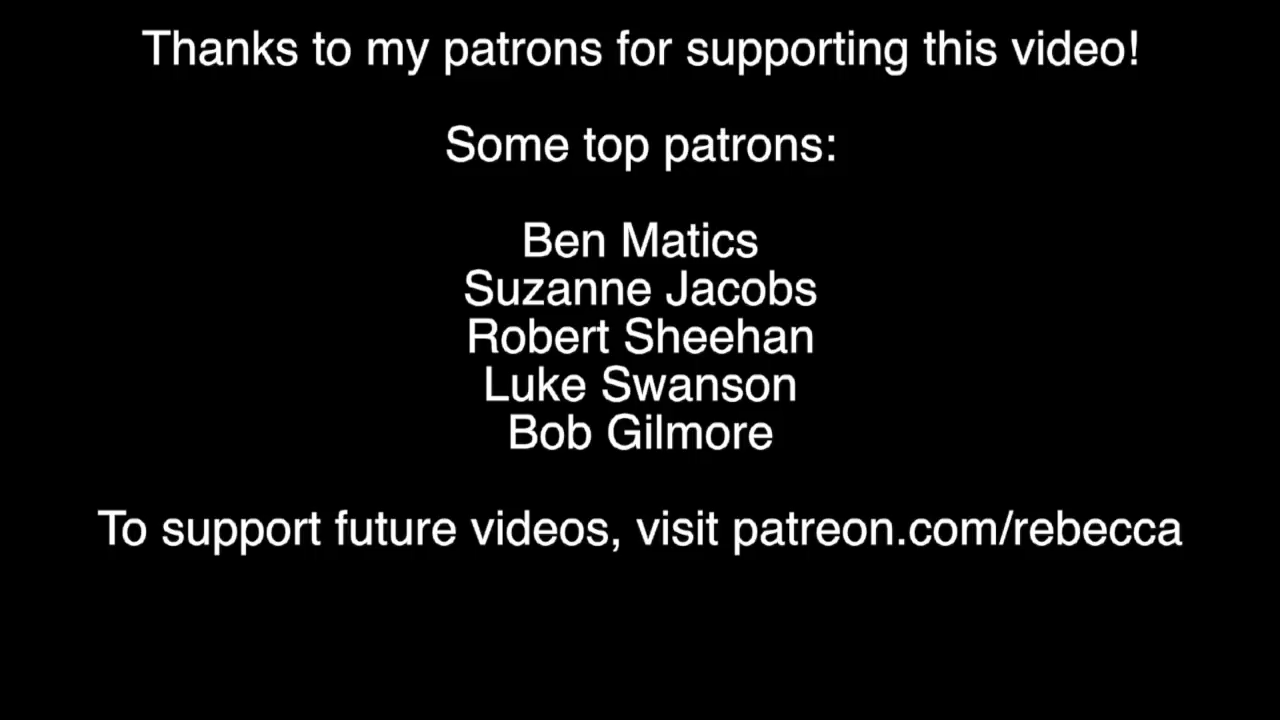 Thanks to my patrons for supporting this video!
Some top patrons:
Ben Matics
Suzanne Jacobs
Robert Sheehan
Luke Swanson
Bob Gilmore
To support future videos, visit patreon.com/rebecca